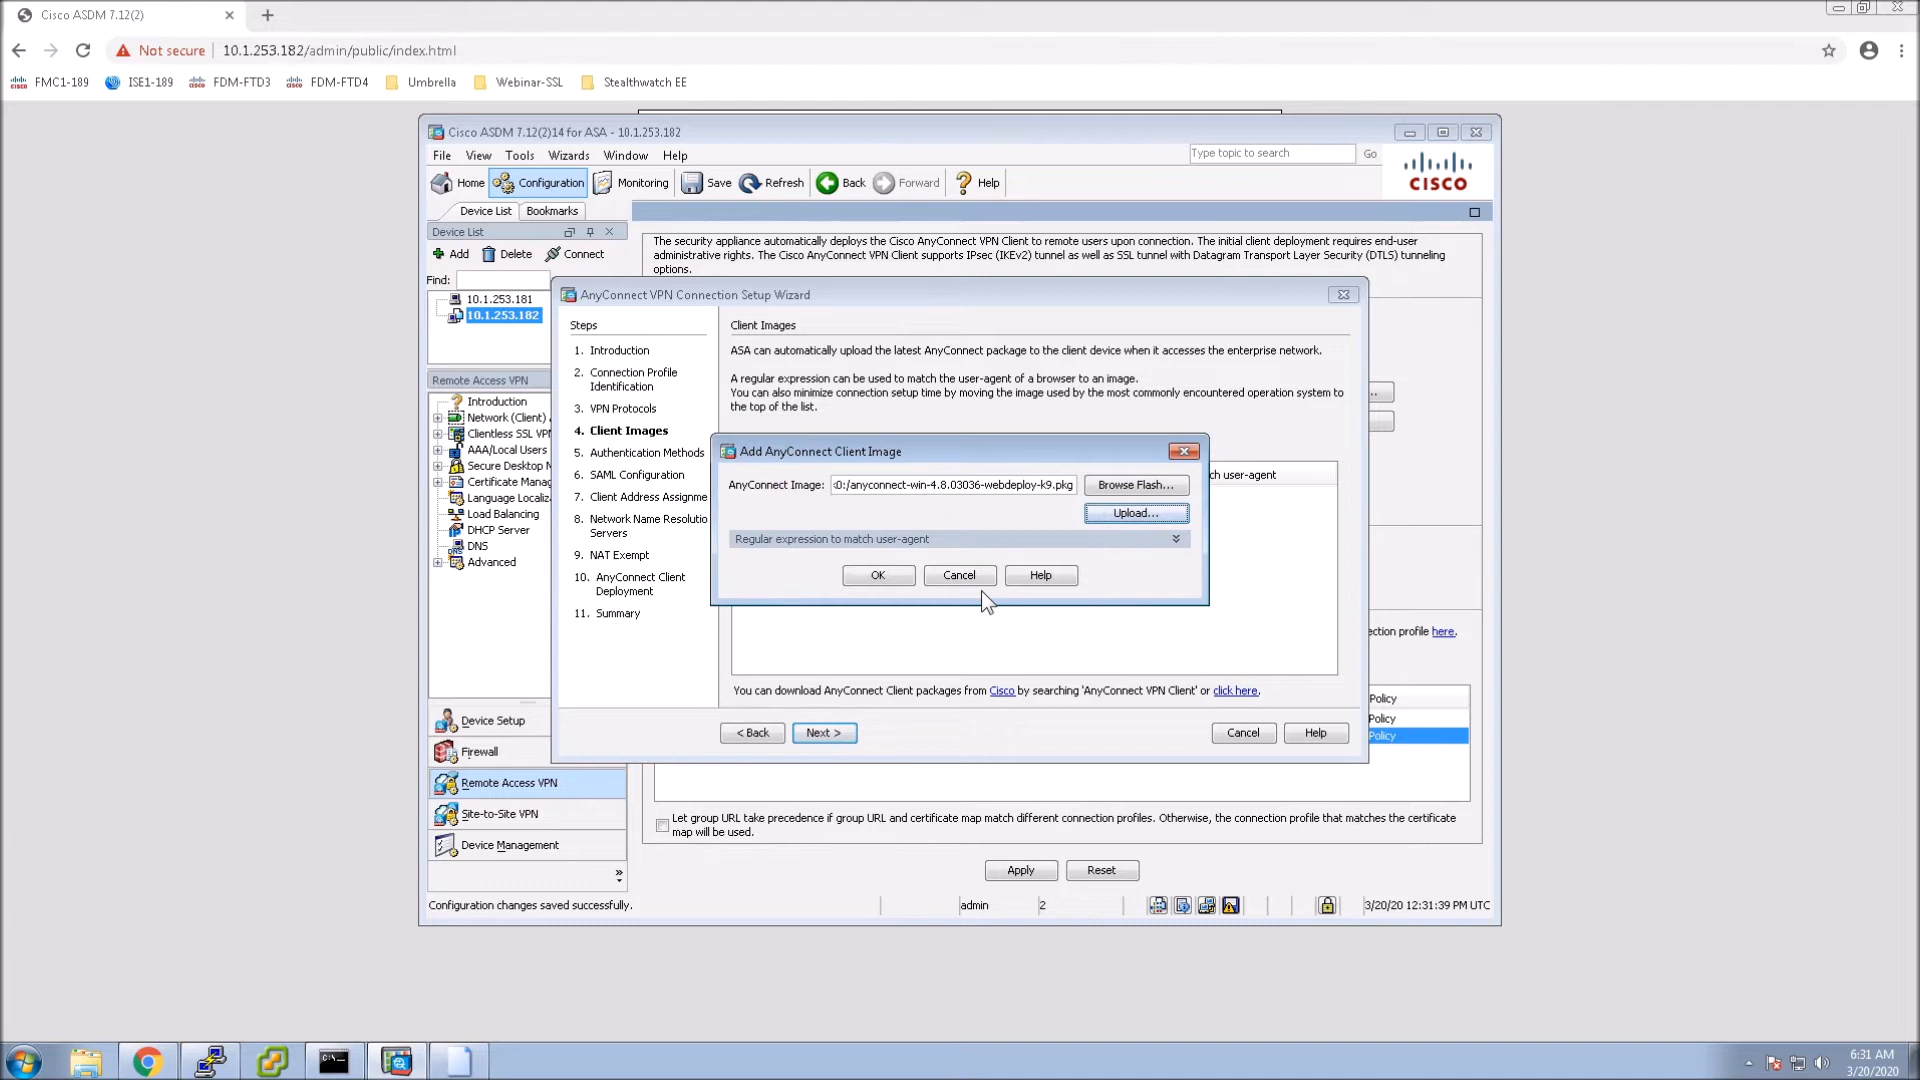 Cisco ASDM 7.12(2)
Not secure
10.1.253.182/admin/public/index.html
FMC1-189
ISE1-189
FDM-FTD3
FDM-FTD4
Umbrella
Webinar-SSL
Stealthwatch EE
Cisco ASDM 7.12(2)14 for ASA - 10.1.253.182
File View Tools Wizards Window Help
Type topic to search
Go
Home
Configuration
Monitoring
Save
Refresh
Back
Forward
Help
CISCO
Device List
Bookmarks
Device List
Add
Delete
Connect
Find:
10.1.253.181
10.1.253.182
Remote Access VPN
Introduction
Network (Client)
Clientless SSL VPN
AAA/Local Users
Secure Desktop
Certificate
Language
Load Balancing
DHCP Server
DNS
Advanced
Device Setup
Firewall
Remote Access VPN
Site-to-Site VPN
Device Management
The security appliance automatically deploys the Cisco AnyConnect VPN Client to remote users upon connection. The initial client deployment requires end-user
administrative rights. The Cisco AnyConnect VPN Client supports IPsec (IKEv2) tunnel as well as SSL tunnel with Datagram Transport Layer Security (DTLS) tunneling
options.
AnyConnect VPN Connection Setup Wizard
Steps
1. Introduction
2. Connection Profile
Identification
3. VPN Protocols
4. Client Images
5. Authentication Methods
6. SAML Configuration
7. Client Address Assignme
8. Network Name Resolutio
Servers
9. NAT Exempt
10. AnyConnect Client
Deployment
11. Summary
Client Images
ASA can automatically upload the latest AnyConnect package to the client device when it accesses the enterprise network.
A regular expression can be used to match the user-agent of a browser to an image.
You can also minimize connection setup time by moving the image used by the most commonly encountered operating system to
the top of the list.
Add AnyConnect Client Image
AnyConnect Image:
0:/anyconnect-win-4.8.03036-webdeploy-k9.pkg
Browse Flash...
Upload...
Regular expression to match user-agent
OK
Cancel
Help
ch user-agent
You can download AnyConnect Client packages from Cisco by searching 'AnyConnect VPN Client' or click here.
< Back
Next >
Cancel
Help
ection profile here.
Policy
Policy
Policy
Let group URL take precedence if group URL and certificate map match different connection profiles. Otherwise, the connection profile that matches the certificate
map will be used.
Apply
Reset
Configuration changes saved successfully.
admin
2
3/20/20 12:31:39 PM UTC
6:31 AM
3/20/2020